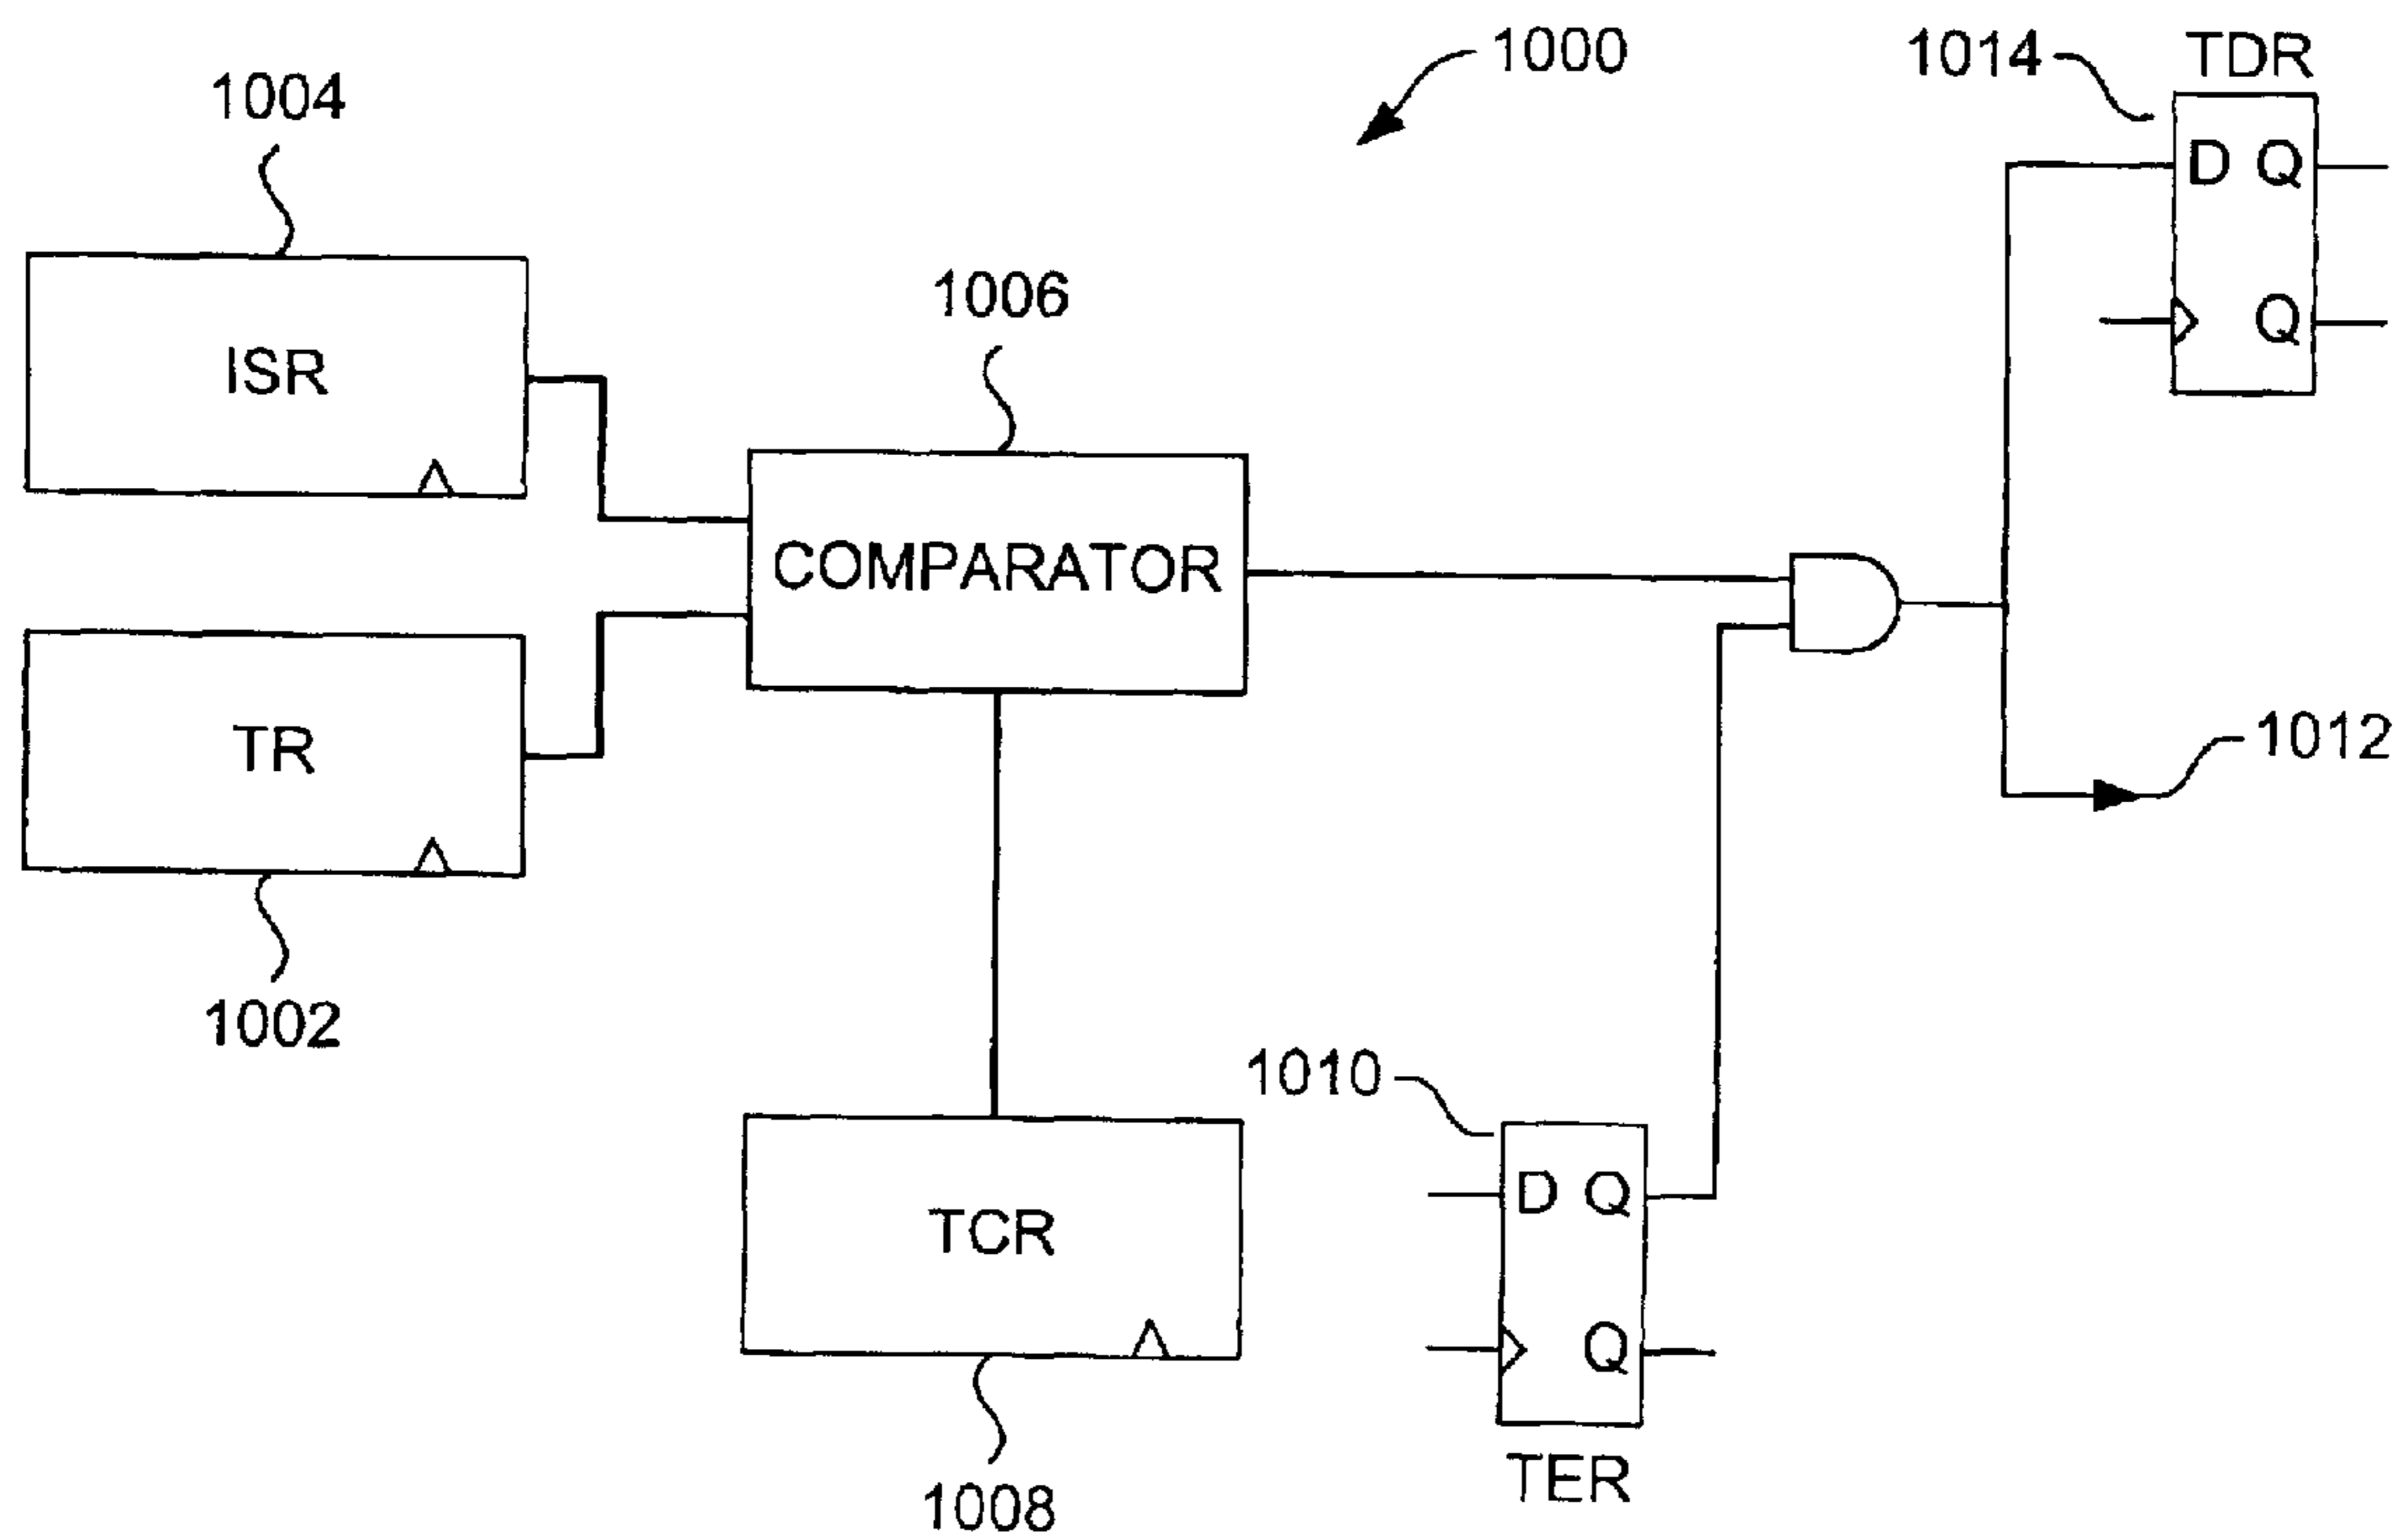 1000
1014
TDR
1004
D Q
Q
1006
ISR
COMPARATOR
TR
1012
1002
1010
D Q
TCR
Q
TER
1008